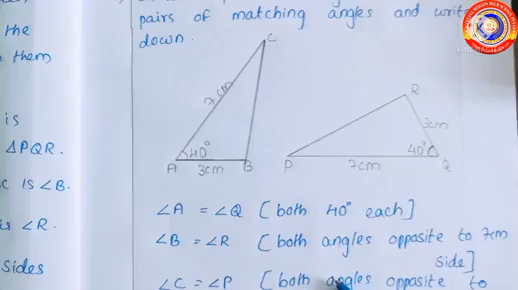 the
them
is
ΔPQR.
c is ∠B.
is ∠R.
sides
pairs of matching angles and write
down.
C
7cm
40°
A
3cm
B
R
3cm
40°
P
7cm
Q
∠A = ∠Q [both 40° each]
∠B = ∠R [both angles opposite to 7cm
side]
∠C = ∠P [both angles opposite to